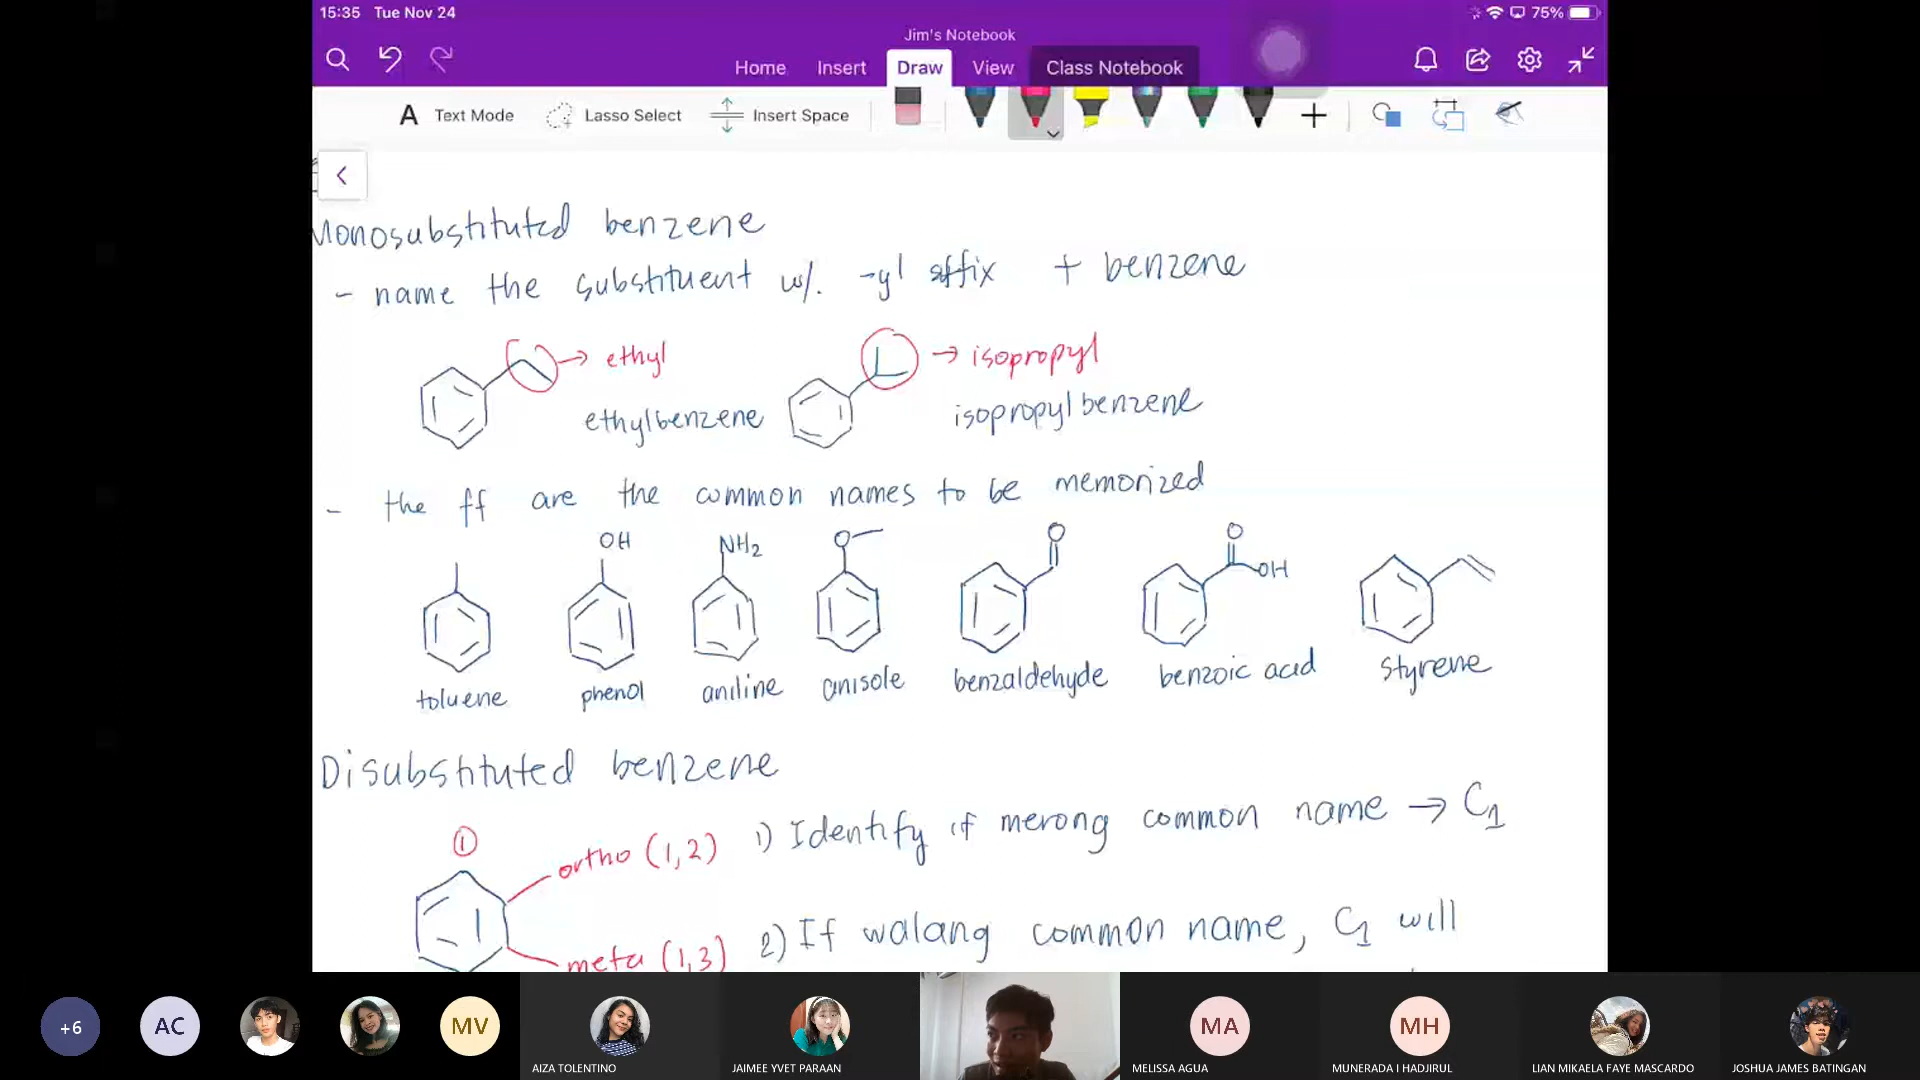 15:35 Tue Nov 24
75%
Jim's Notebook
Home Insert Draw View Class Notebook
A Text Mode Lasso Select Insert Space
Monosubstituted benzene
- name the substituent w/. -yl suffix + benzene
→ ethyl
→ isopropyl
ethylbenzene
isopropylbenzene
- the ff are the common names to be memorized
OH
NH2
O
O
O
OH
toluene
phenol
aniline
anisole
benzaldehyde
benzoic acid
styrene
Disubstituted benzene
1
ortho (1,2)
1) Identify if merong common name → C1
meta (1,3)
2) If walang common name, C1 will
+6
AC
MV
MA
MH
AIZA TOLENTINO
JAIMEE YVET PARAAN
MELISSA AGUA
MUNERADA I HADJIRUL
LIAN MIKAELA FAYE MASCARDO
JOSHUA JAMES BATINGAN